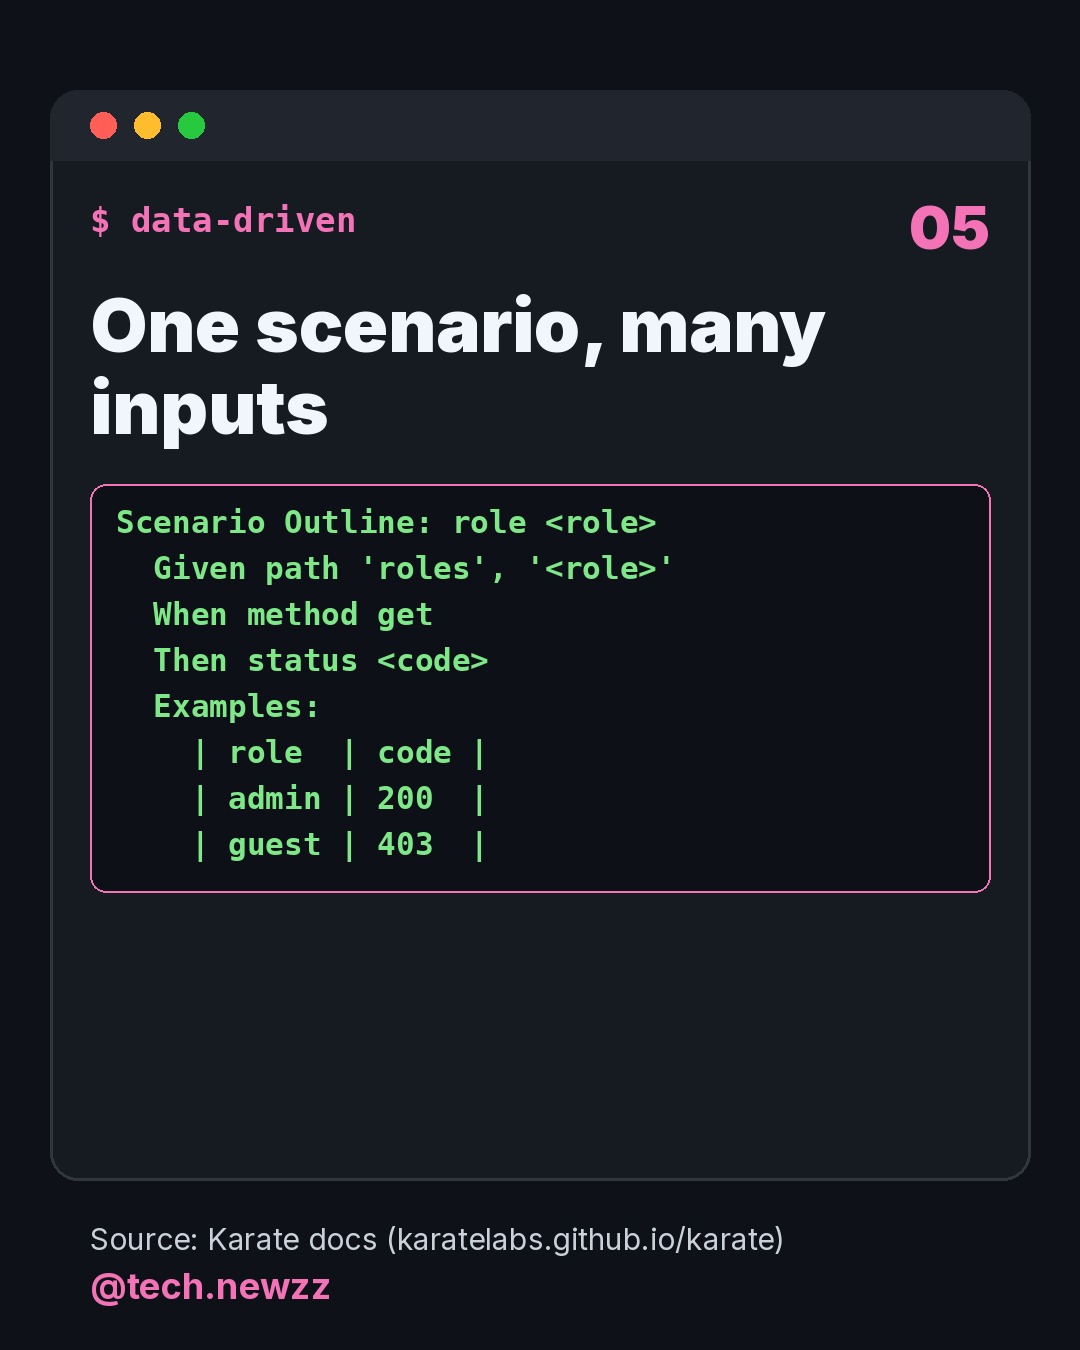 $ data-driven
05
One scenario, many
inputs
Scenario Outline: role <role>
  Given path 'roles', '<role>'
  When method get
  Then status <code>
  Examples:
    | role  | code |
    | admin | 200  |
    | guest | 403  |
Source: Karate docs (karatelabs.github.io/karate)
@tech.newzz